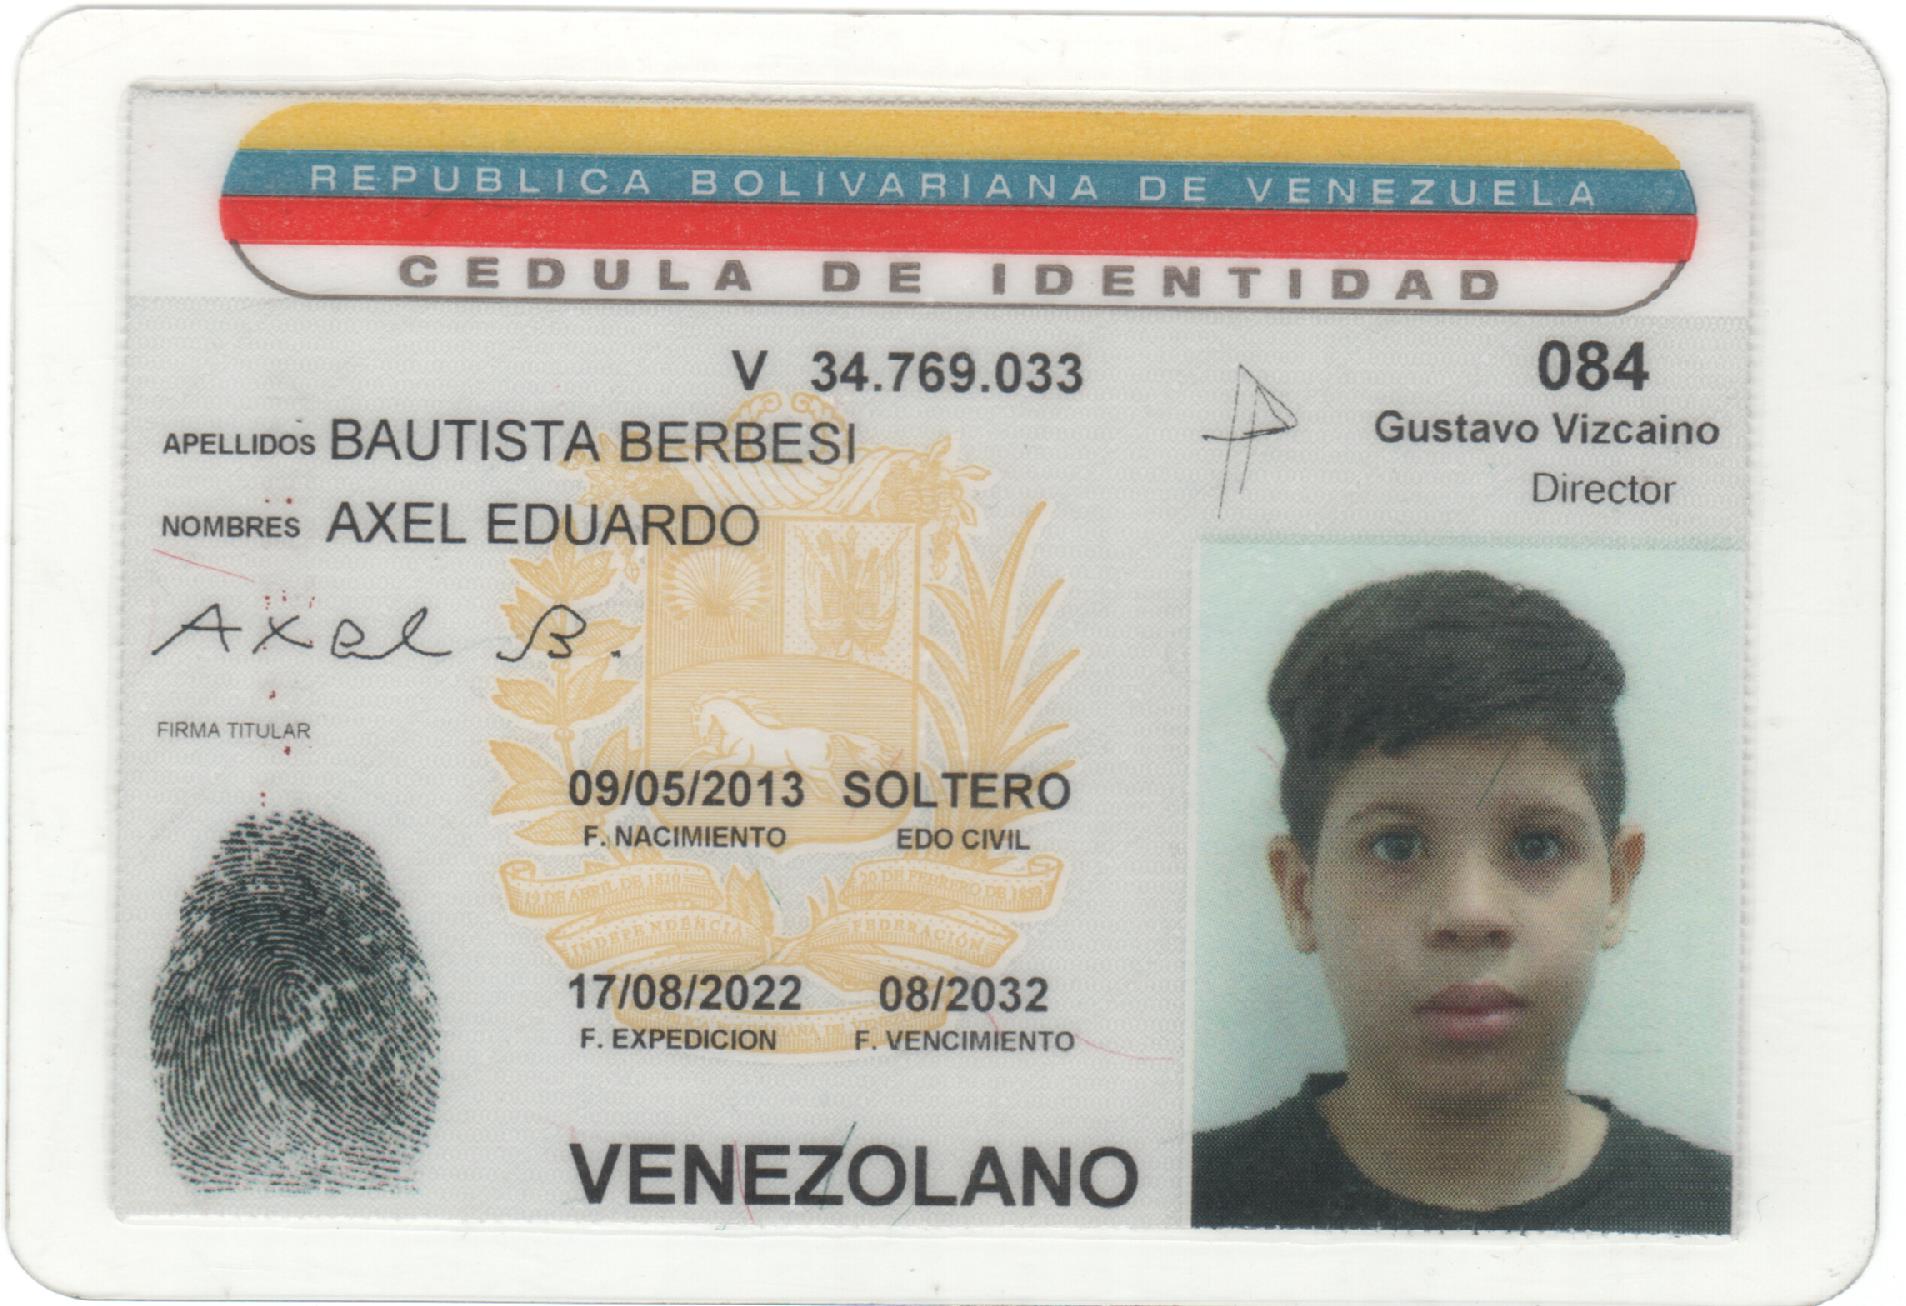 REPUBLICA BOLIVARIANA DE VENEZUELA
CEDULA DE IDENTIDAD
V 34.769.033
084
Gustavo Vizcaino
Director
APELLIDOS BAUTISTA BERBESI
NOMBRES AXEL EDUARDO
Axel B.
FIRMA TITULAR
09/05/2013 SOLTERO
F. NACIMIENTO EDO CIVIL
19 DE ABRIL DE 1810 20 DE FEBRERO DE 1859
INDEPENDENCIA FEDERACIÓN
17/08/2022 08/2032
F. EXPEDICION F. VENCIMIENTO
VENEZOLANO